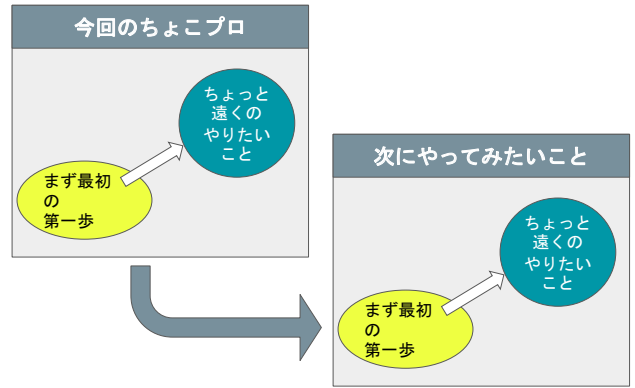 今回のちょこプロ
ちょっと
遠くの
やりたい
こと
まず最初
の
第一歩
次にやってみたいこと
ちょっと
遠くの
やりたい
こと
まず最初
の
第一歩